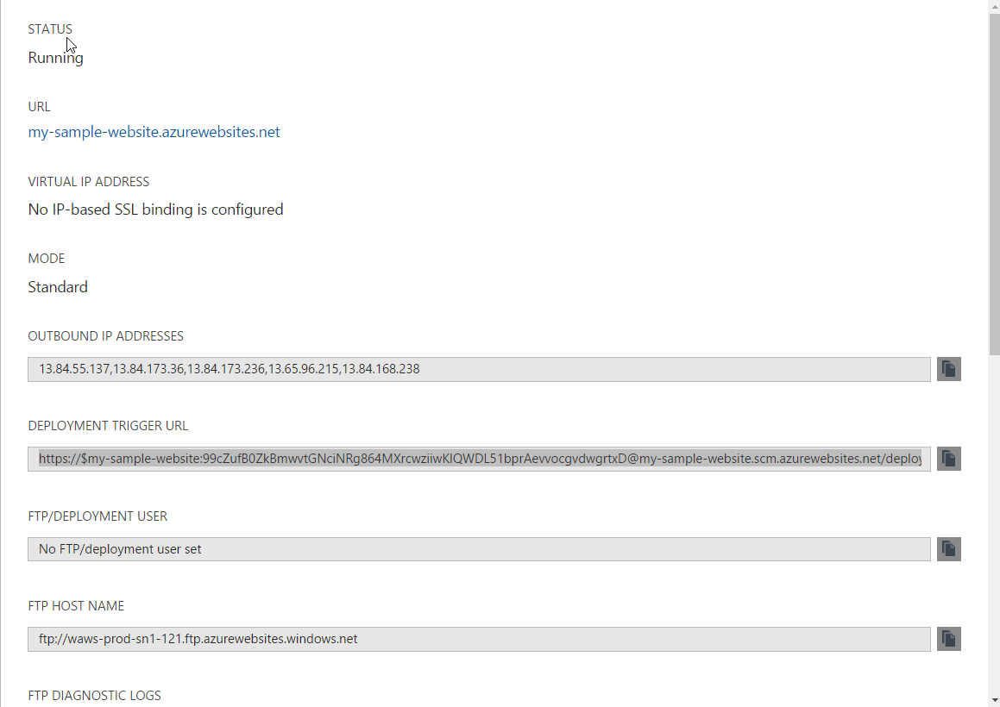 STATUS
Running
URL
my-sample-website.azurewebsites.net
VIRTUAL IP ADDRESS
No IP-based SSL binding is configured
MODE
Standard
OUTBOUND IP ADDRESSES
13.84.55.137,13.84.173.36,13.84.173.236,13.65.96.215,13.84.168.238
DEPLOYMENT TRIGGER URL
https://$my-sample-website:99cZufB0ZkBmwvtGNciNRg864MXrcwziiwKlQWDL51bprAevvocgvdwgrtxD@my-sample-website.scm.azurewebsites.net/deploy
FTP/DEPLOYMENT USER
No FTP/deployment user set
FTP HOST NAME
ftp://waws-prod-sn1-121.ftp.azurewebsites.windows.net
FTP DIAGNOSTIC LOGS